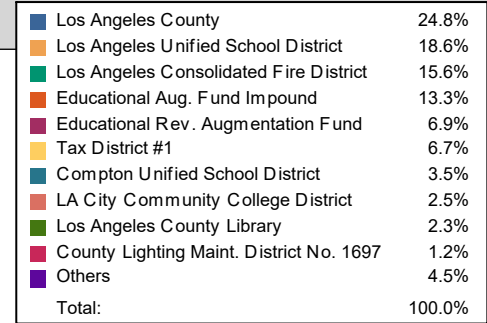 Los Angeles County 24.8%
Los Angeles Unified School District 18.6%
Los Angeles Consolidated Fire District 15.6%
Educational Aug. Fund Impound 13.3%
Educational Rev. Augmentation Fund 6.9%
Tax District #1 6.7%
Compton Unified School District 3.5%
LA City Community College District 2.5%
Los Angeles County Library 2.3%
County Lighting Maint. District No. 1697 1.2%
Others 4.5%
Total: 100.0%